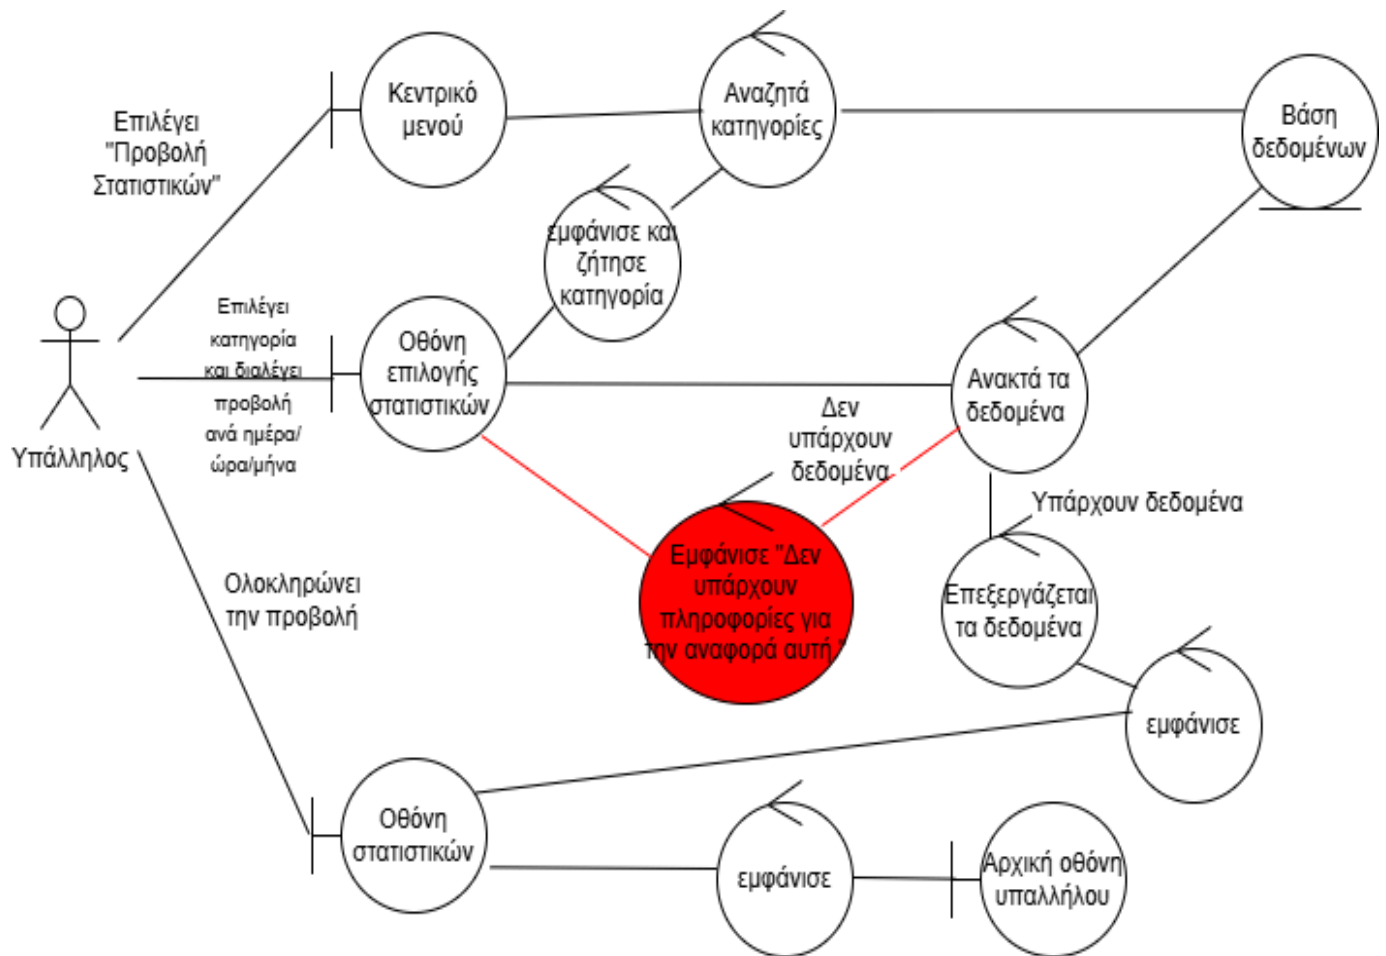 Επιλέγει
"Προβολή
Στατιστικών"
Κεντρικό
μενού
Αναζητά
κατηγορίες
Βάση
δεδομένων
εμφάνισε και
ζήτησε
κατηγορία
Υπάλληλος
Επιλέγει
κατηγορία
και διαλέγει
προβολή
ανά ημέρα/
ώρα/μήνα
Οθόνη
επιλογής
στατιστικών
Ανακτά τα
δεδομένα
Δεν
υπάρχουν
δεδομένα
Υπάρχουν δεδομένα
Εμφάνισε "Δεν
υπάρχουν
πληροφορίες για
την αναφορά αυτή "
Επεξεργάζεται
τα δεδομένα
Ολοκληρώνει
την προβολή
εμφάνισε
Οθόνη
στατιστικών
εμφάνισε
Αρχική οθόνη
υπαλλήλου